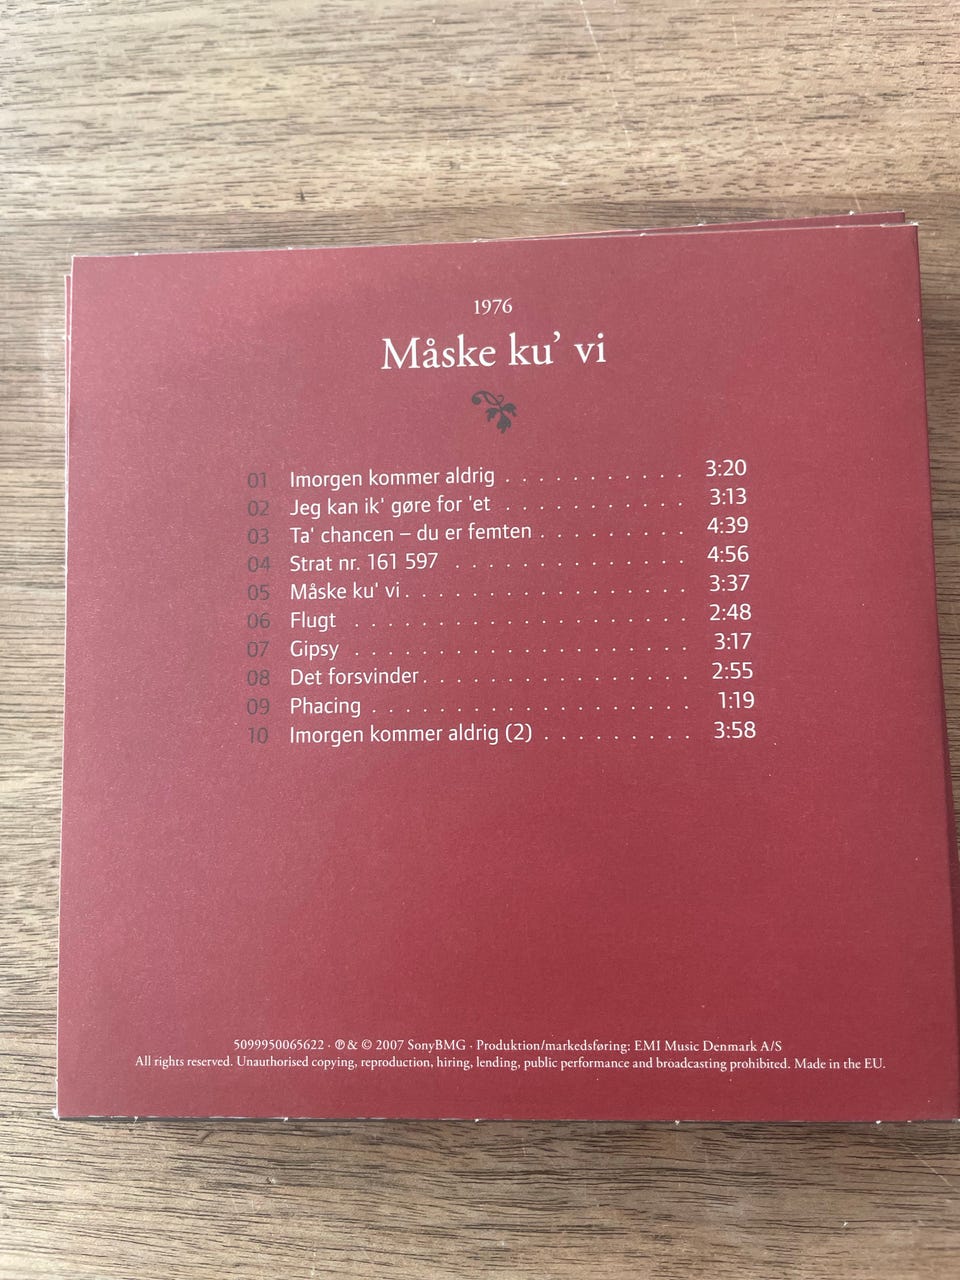 1976
Måske ku’ vi
01 Imorgen kommer aldrig . . . . . . . . . . . 3:20
02 Jeg kan ik' gøre for 'et . . . . . . . . . . . 3:13
03 Ta' chancen – du er femten . . . . . . . . . 4:39
04 Strat nr. 161 597 . . . . . . . . . . . . . . 4:56
05 Måske ku' vi . . . . . . . . . . . . . . . . . 3:37
06 Flugt . . . . . . . . . . . . . . . . . . . . 2:48
07 Gipsy . . . . . . . . . . . . . . . . . . . . 3:17
08 Det forsvinder . . . . . . . . . . . . . . . . 2:55
09 Phacing . . . . . . . . . . . . . . . . . . . 1:19
10 Imorgen kommer aldrig (2) . . . . . . . . . 3:58
5099950065622 · ℗ & © 2007 SonyBMG · Produktion/markedsføring: EMI Music Denmark A/S
All rights reserved. Unauthorised copying, reproduction, hiring, lending, public performance and broadcasting prohibited. Made in the EU.